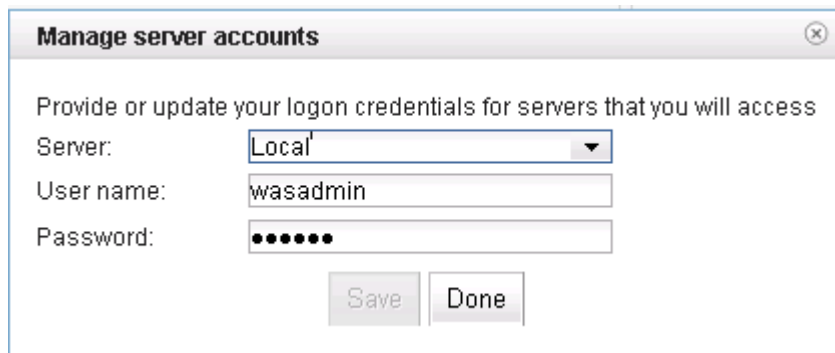 Manage server accounts
Provide or update your logon credentials for servers that you will access
Server: Local
User name: wasadmin
Password: ●●●●●●
Save Done